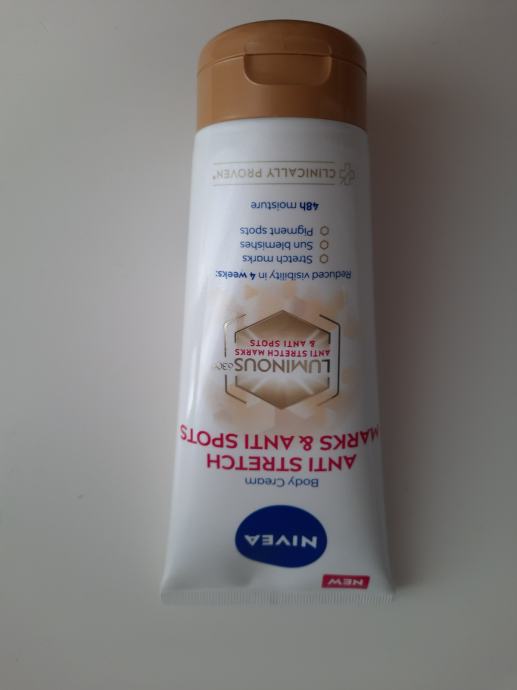 NEW
NIVEA
Body Cream
ANTI STRETCH
MARKS & ANTI SPOTS
LUMINOUS630
ANTI STRETCH MARKS
& ANTI SPOTS
Reduced visibility in 4 weeks:
Stretch marks
Sun blemishes
Pigment spots
48h moisture
CLINICALLY PROVEN*